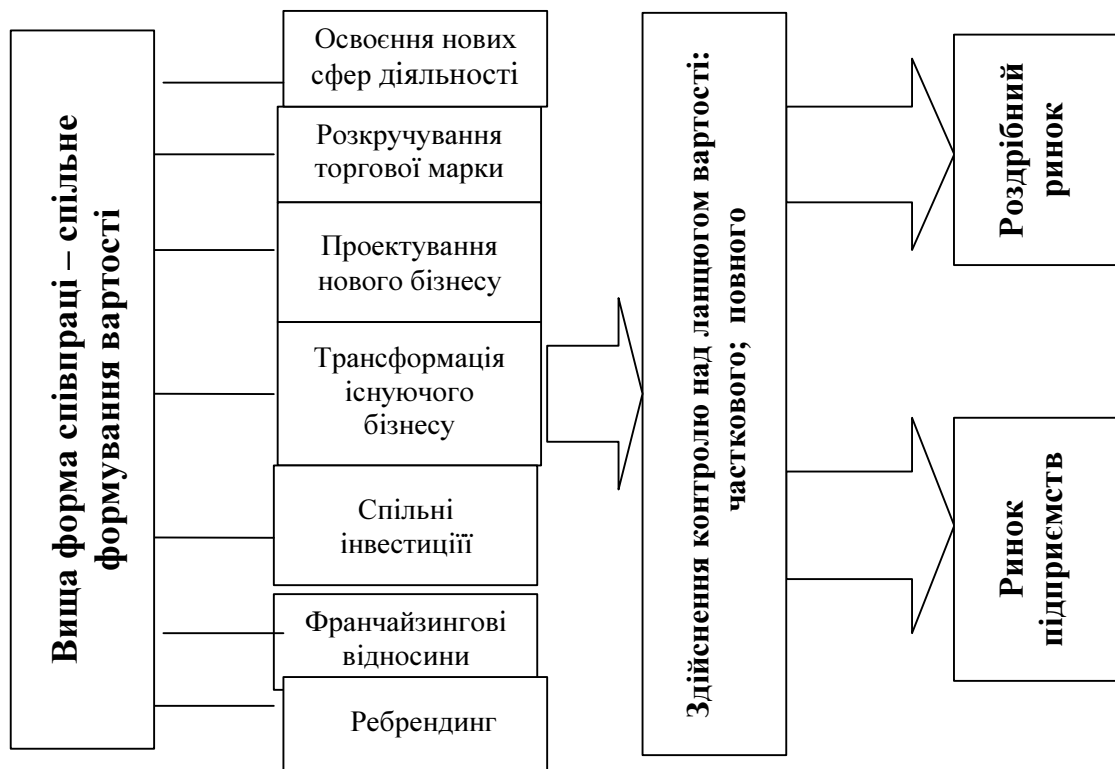 Вища форма співпраці – спільне
формування вартості
Освоєння нових
сфер діяльності
Розкручування
торгової марки
Проектування
нового бізнесу
Трансформація
існуючого
бізнесу
Спільні
інвестиціїї
Франчайзингові
відносини
Ребрендинг
Здійснення контролю над ланцюгом вартості:
часткового; повного
Роздрібний
ринок
Ринок
підприємств